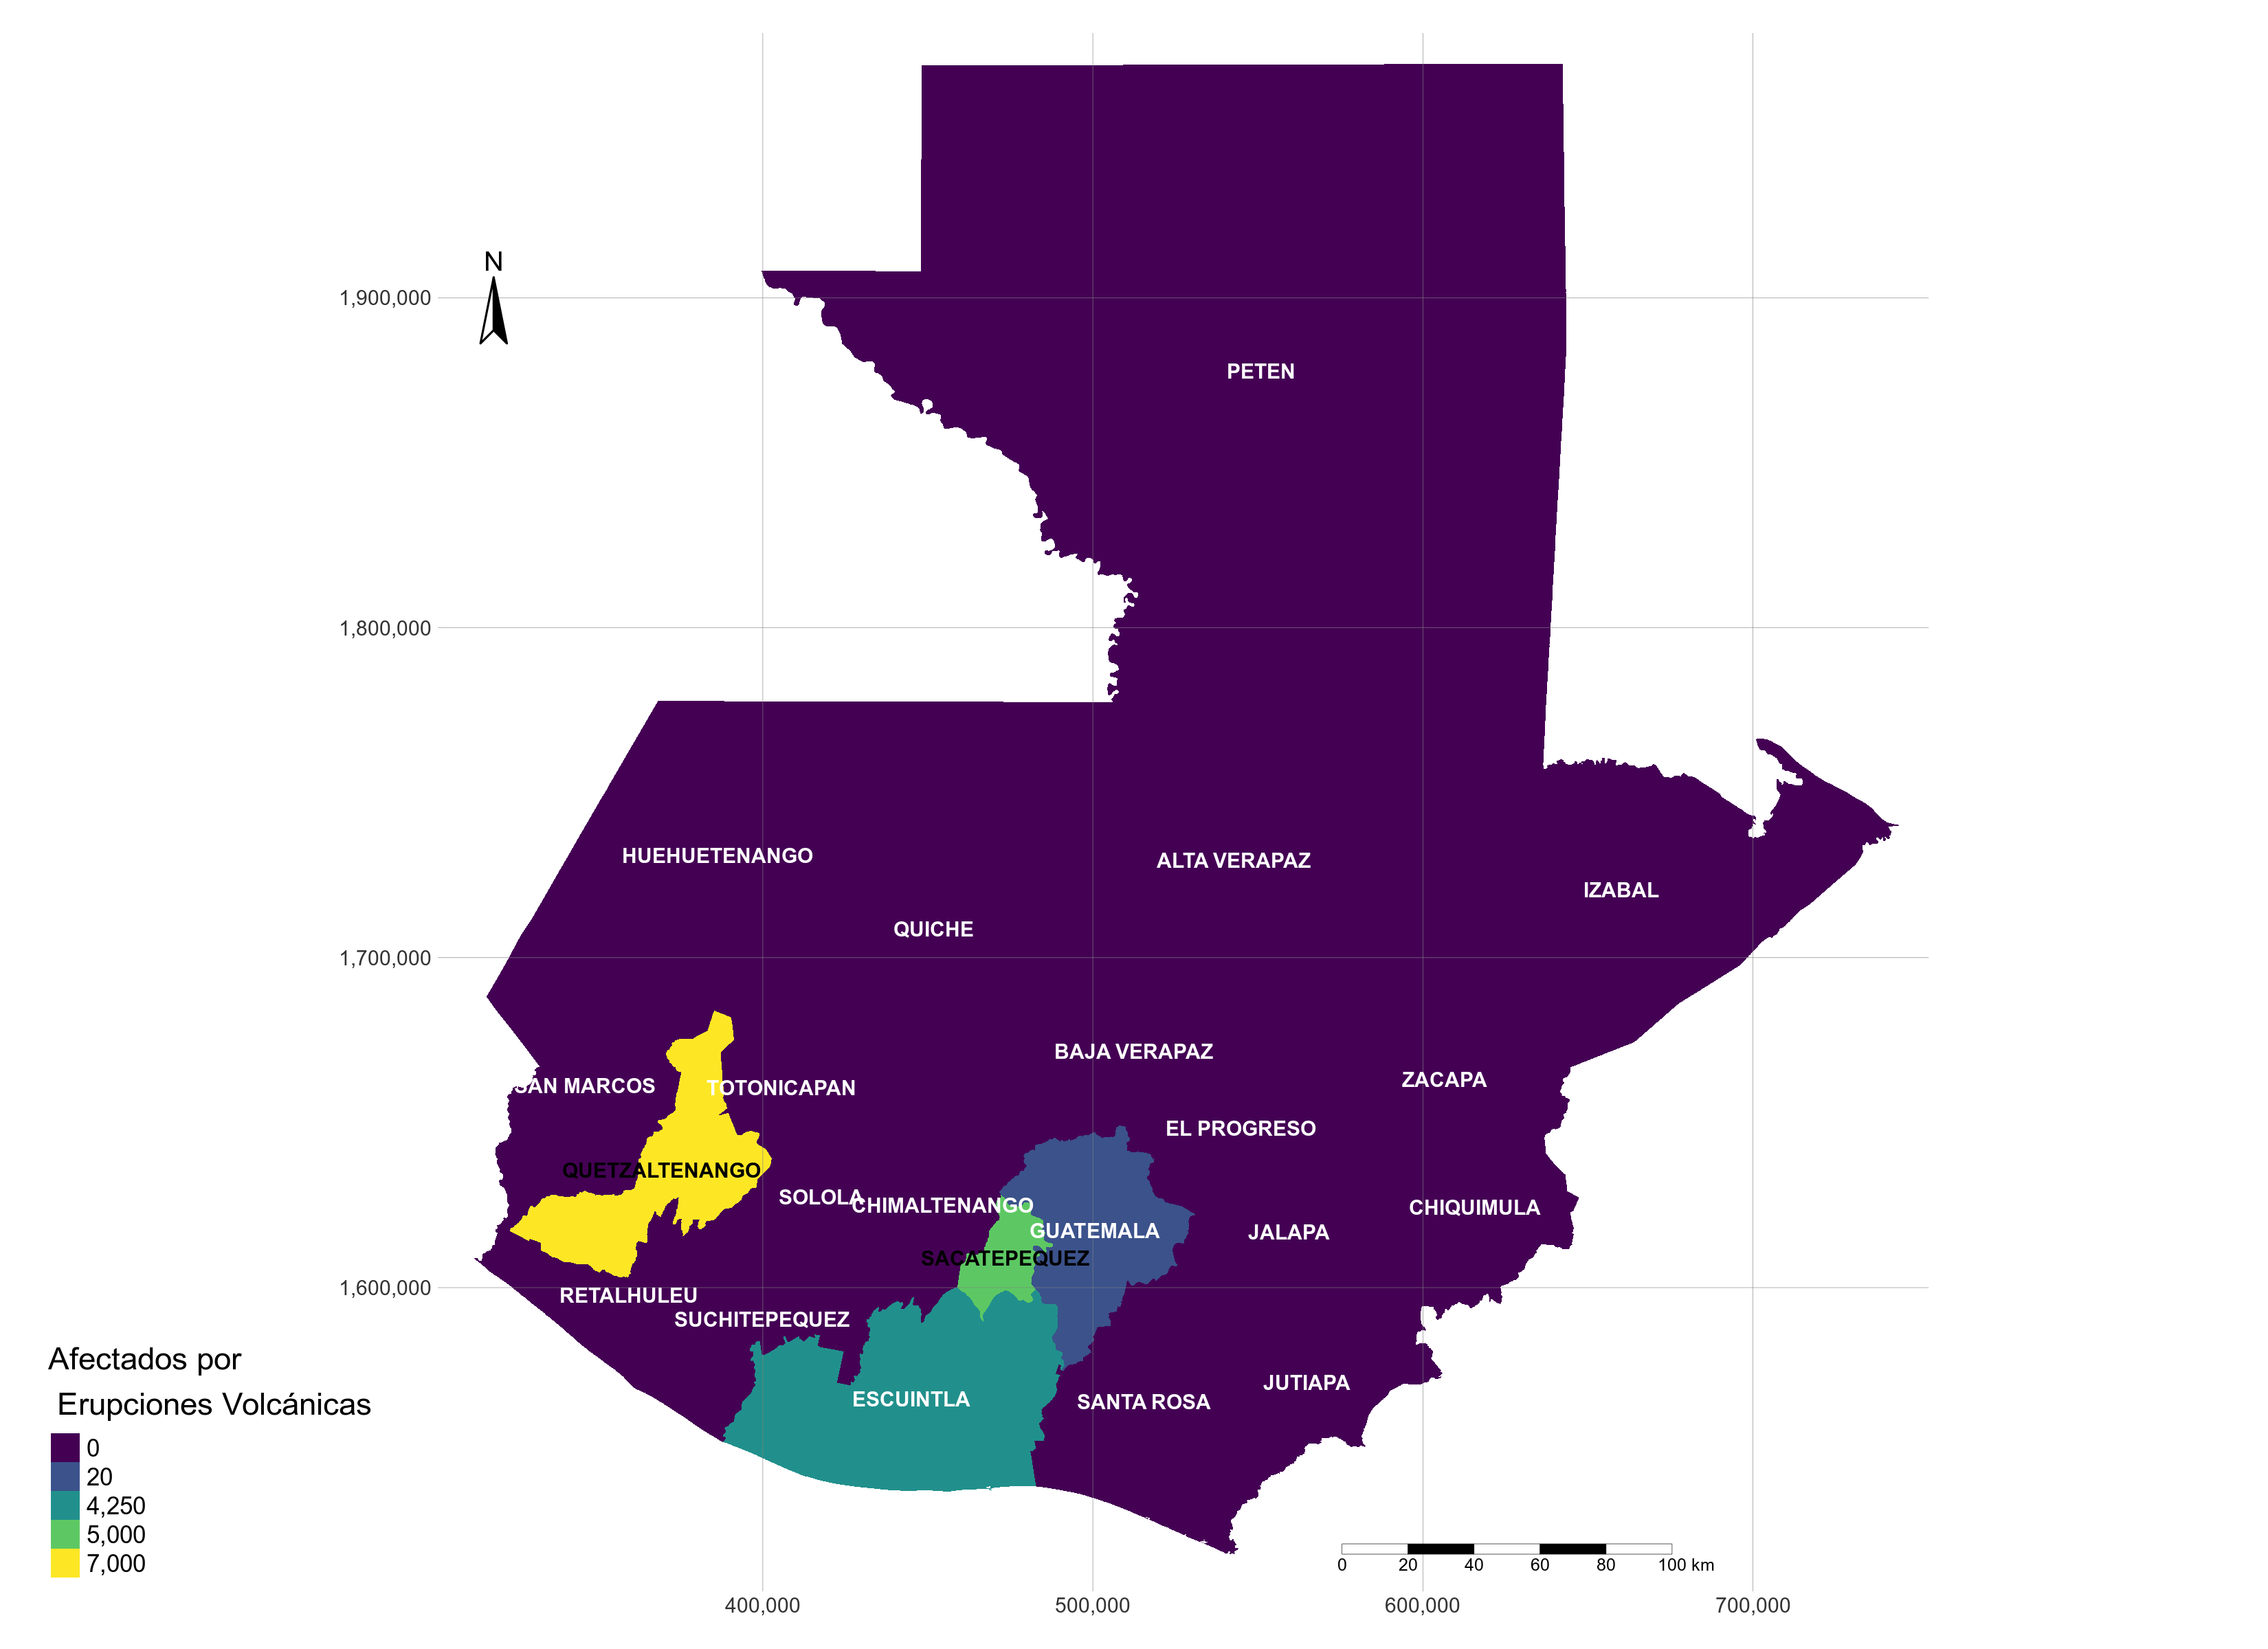 N
1,900,000
PETEN
1,800,000
HUEHUETENANGO
ALTA VERAPAZ
IZABAL
QUICHE
1,700,000
BAJA VERAPAZ
ZACAPA
SAN MARCOS
TOTONICAPAN
EL PROGRESO
QUETZALTENANGO
SOLOLA
CHIMALTENANGO
CHIQUIMULA
GUATEMALA
JALAPA
SACATEPEQUEZ
1,600,000
RETALHULEU
SUCHITEPEQUEZ
Afectados por
Erupciones Volcánicas
JUTIAPA
ESCUINTLA
SANTA ROSA
0
20
4,250
5,000
7,000
0 20 40 60 80 100 km
400,000 500,000 600,000 700,000